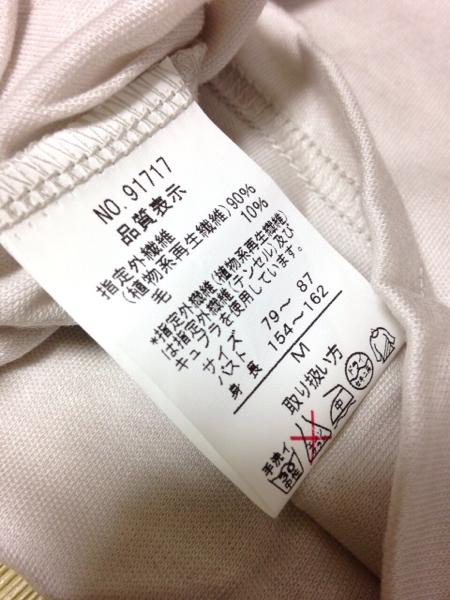 NO. 91717
品質表示
指定外繊維
(植物系再生繊維) 90%
毛 10%
*指定外繊維(植物系再生繊維)
は指定外繊維(テンセル)及び
キュプラを使用しています。
サイズ
バスト 79～ 87
身長 154～162
M
取り扱い方
手洗イ
30
中性
中
ドライ